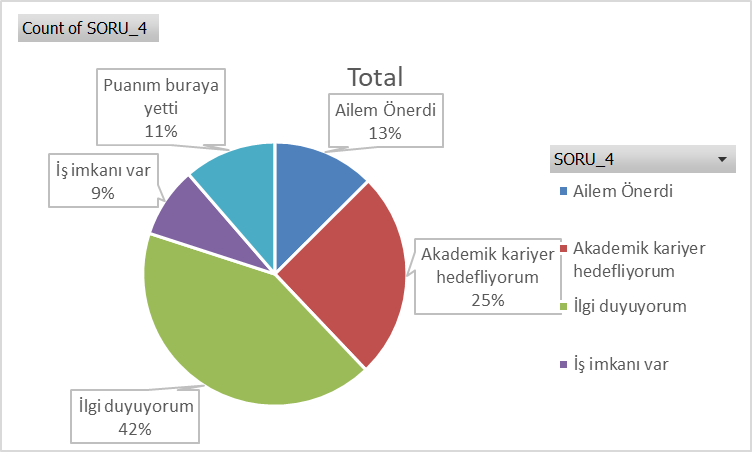 Count of SORU_4
Total
Puanım buraya
yetti
11%
Ailem Önerdi
13%
İş imkanı var
9%
Akademik kariyer
hedefliyorum
25%
İlgi duyuyorum
42%
SORU_4
Ailem Önerdi
Akademik kariyer
hedefliyorum
İlgi duyuyorum
İş imkanı var